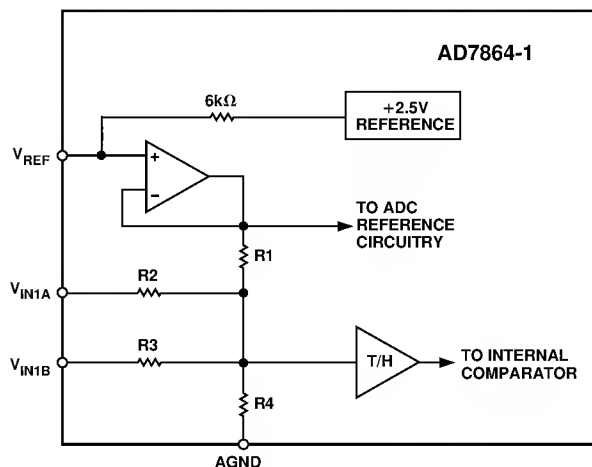 AD7864-1
6kΩ
+2.5V
REFERENCE
VREF
+
–
TO ADC
REFERENCE
CIRCUITRY
R1
R2
VIN1A
R3
VIN1B
T/H
TO INTERNAL
COMPARATOR
R4
AGND